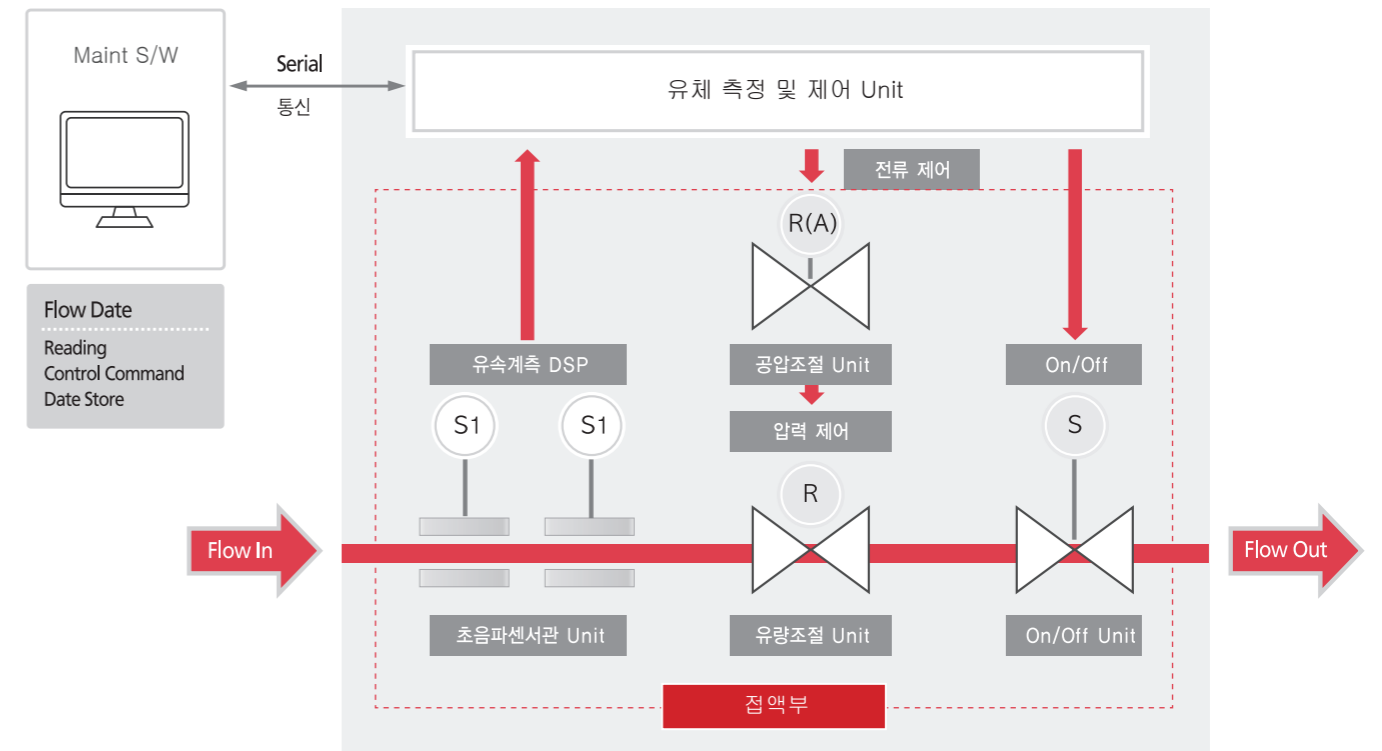 Maint S/W
Serial
통신
유체 측정 및 제어 Unit
전류 제어
R(A)
Flow Date
Reading
Control Command
Date Store
유속계측 DSP
공압조절 Unit
On/Off
S1
S1
압력 제어
S
R
Flow In
Flow Out
초음파센서관 Unit
유량조절 Unit
On/Off Unit
접액부